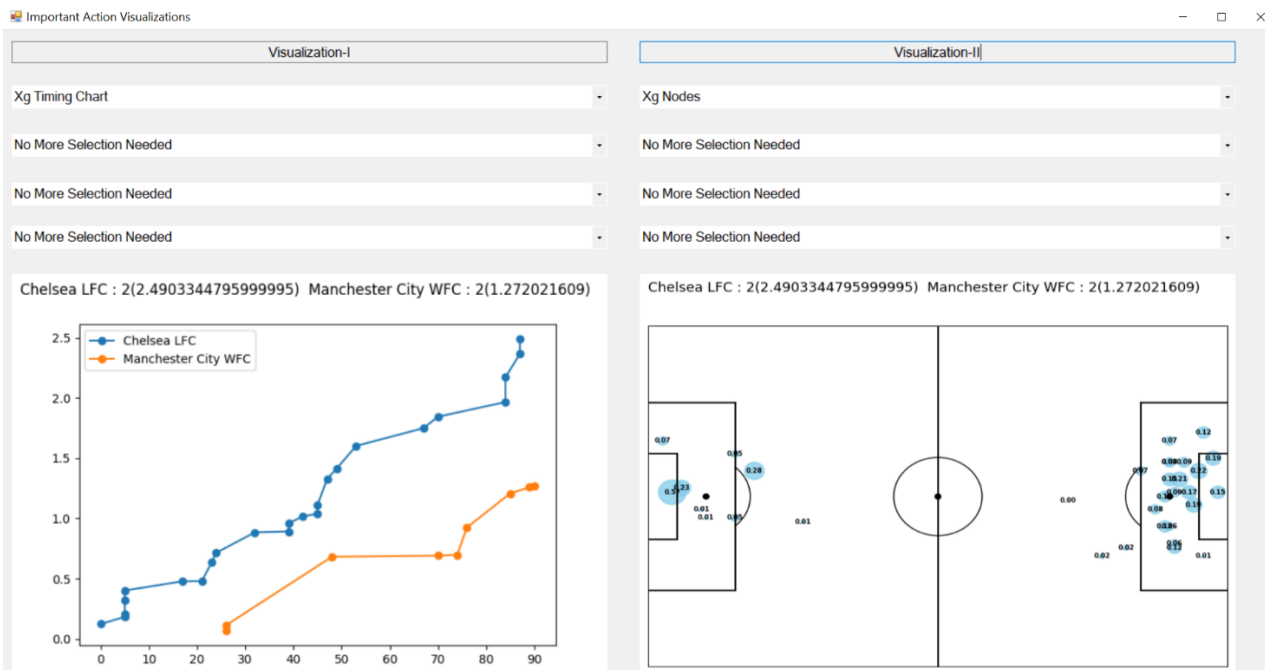 Important Action Visualizations
Visualization-I
Xg Timing Chart
No More Selection Needed
No More Selection Needed
No More Selection Needed
Chelsea LFC : 2(2.4903344795999995) Manchester City WFC : 2(1.272021609)
Chelsea LFC
Manchester City WFC
2.5
2.0
1.5
1.0
0.5
0.0
0 10 20 30 40 50 60 70 80 90
Visualization-II
Xg Nodes
No More Selection Needed
No More Selection Needed
No More Selection Needed
Chelsea LFC : 2(2.4903344795999995) Manchester City WFC : 2(1.272021609)
0.07
0.05
0.28
0.23
0.01
0.01
0.05
0.01
0.12
0.07
0.19
0.09
0.22
0.07
0.21
0.15
0.17
0.00
0.08
0.02
0.02
0.12
0.01